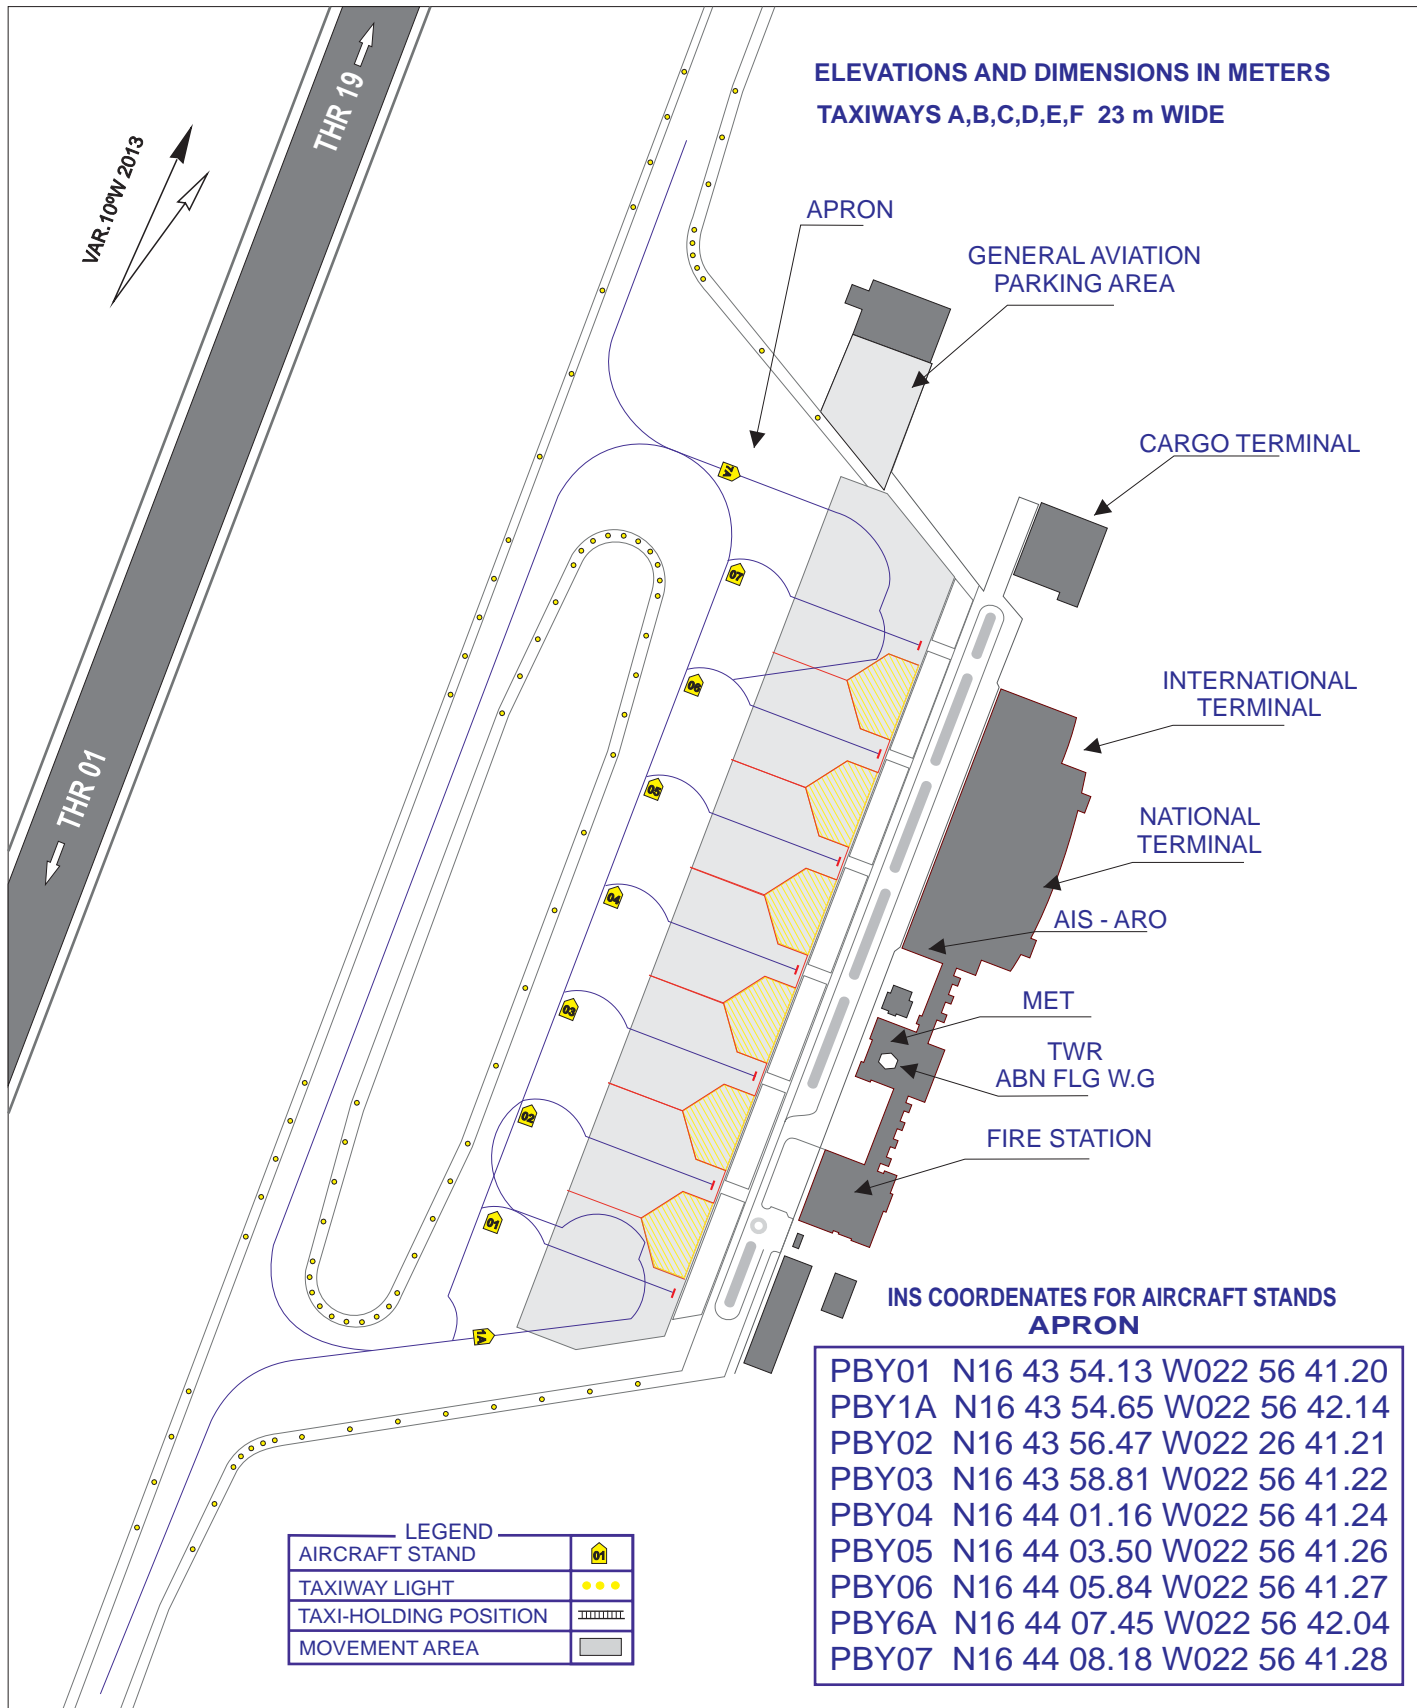 ELEVATIONS AND DIMENSIONS IN METERS
TAXIWAYS A,B,C,D,E,F 23 m WIDE
THR 19
VAR.10ºW 2013
APRON
GENERAL AVIATION
PARKING AREA
CARGO TERMINAL
7A
07
06
INTERNATIONAL
TERMINAL
THR 01
05
NATIONAL
TERMINAL
04
AIS - ARO
03
MET
TWR
ABN FLG W.G
02
FIRE STATION
01
1A
INS COORDENATES FOR AIRCRAFT STANDS
APRON
PBY01 N16 43 54.13 W022 56 41.20
PBY1A N16 43 54.65 W022 56 42.14
PBY02 N16 43 56.47 W022 26 41.21
PBY03 N16 43 58.81 W022 56 41.22
PBY04 N16 44 01.16 W022 56 41.24
PBY05 N16 44 03.50 W022 56 41.26
PBY06 N16 44 05.84 W022 56 41.27
PBY6A N16 44 07.45 W022 56 42.04
PBY07 N16 44 08.18 W022 56 41.28
LEGEND
AIRCRAFT STAND 01
TAXIWAY LIGHT
TAXI-HOLDING POSITION
MOVEMENT AREA